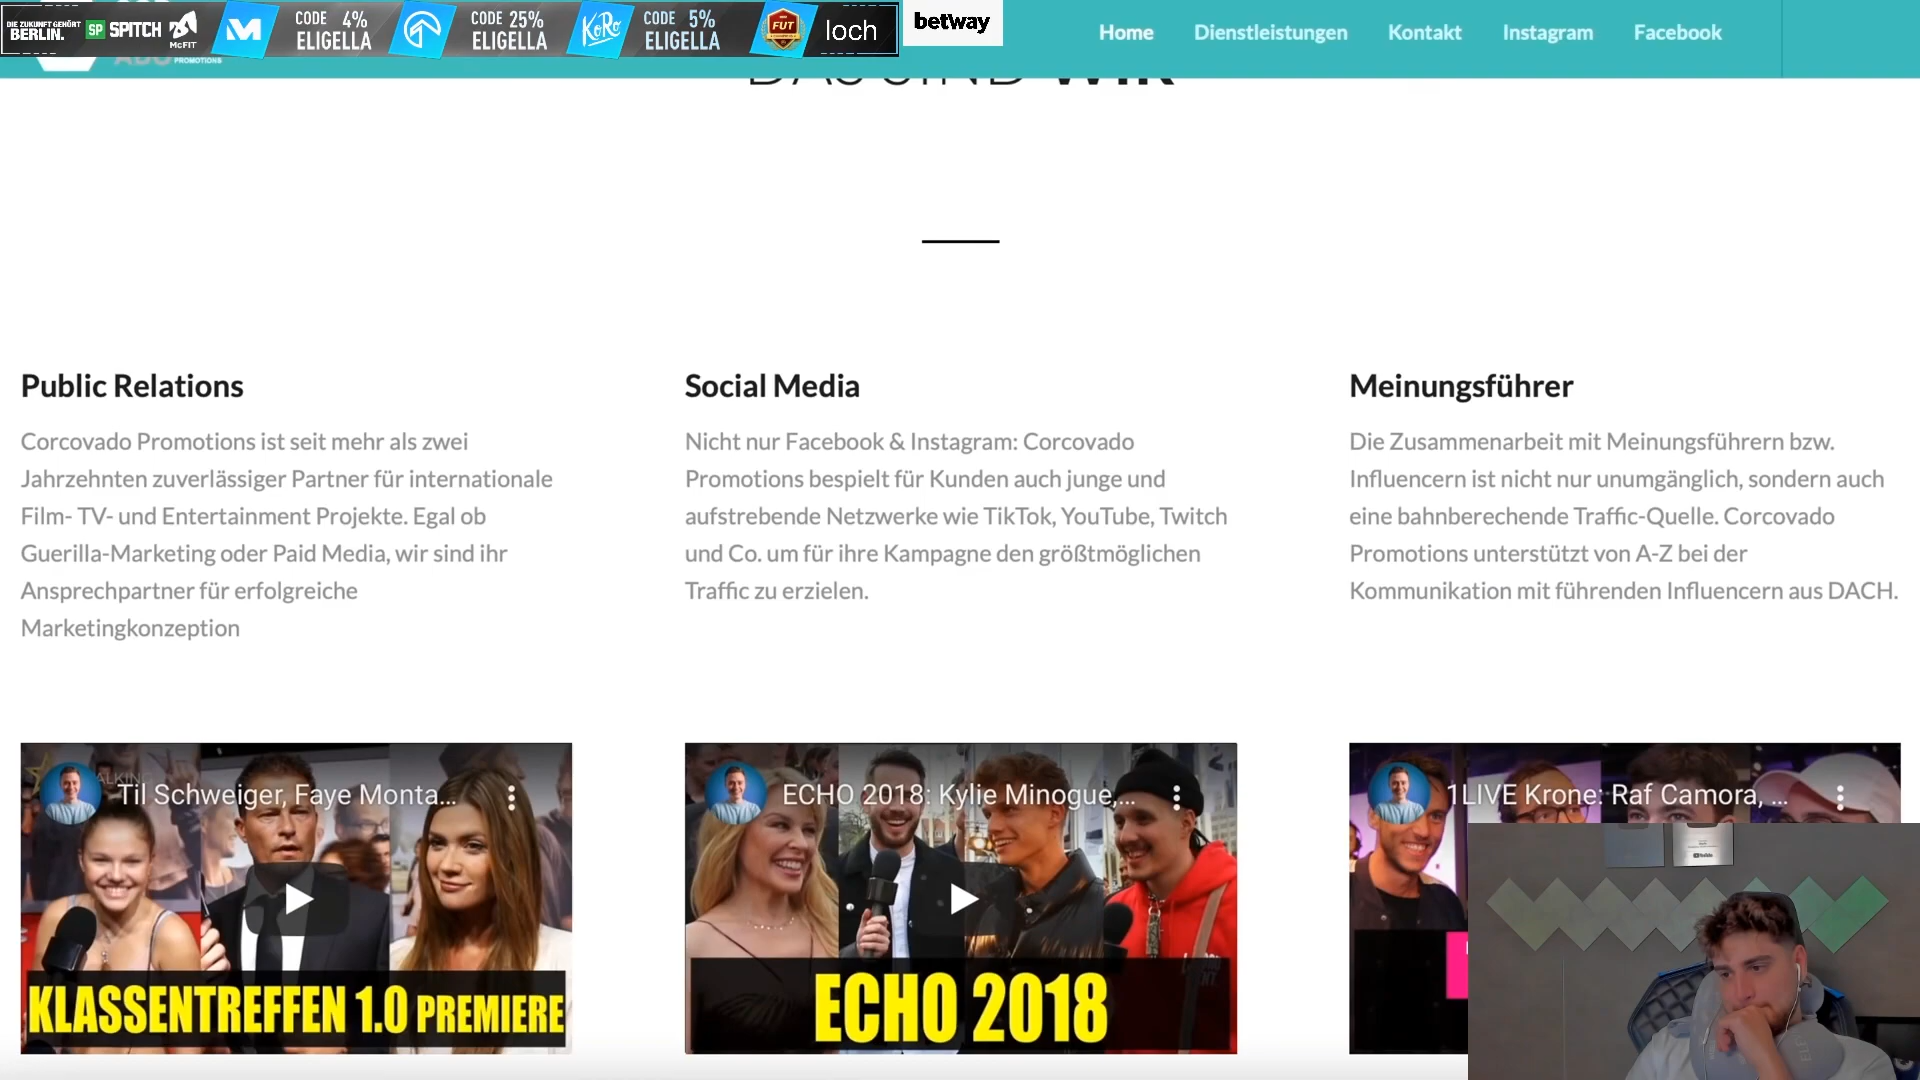 DIE ZUKUNFT GEHÖRT
BERLIN.
SP SPITCH
McFIT
CODE 4%
ELIGELLA
CODE 25%
ELIGELLA
KoRo
CODE 5%
ELIGELLA
FUT
loch
betway
PROMOTIONS
Home
Dienstleistungen
Kontakt
Instagram
Facebook
DAS SIND WIR
Public Relations
Corcovado Promotions ist seit mehr als zwei
Jahrzehnten zuverlässiger Partner für internationale
Film- TV- und Entertainment Projekte. Egal ob
Guerilla-Marketing oder Paid Media, wir sind ihr
Ansprechpartner für erfolgreiche
Marketingkonzeption
Social Media
Nicht nur Facebook & Instagram: Corcovado
Promotions bespielt für Kunden auch junge und
aufstrebende Netzwerke wie TikTok, YouTube, Twitch
und Co. um für ihre Kampagne den größtmöglichen
Traffic zu erzielen.
Meinungsführer
Die Zusammenarbeit mit Meinungsführern bzw.
Influencern ist nicht nur unumgänglich, sondern auch
eine bahnberechende Traffic-Quelle. Corcovado
Promotions unterstützt von A-Z bei der
Kommunikation mit führenden Influencern aus DACH.
Til Schweiger, Faye Monta...
KLASSENTREFFEN 1.0 PREMIERE
ECHO 2018: Kylie Minogue,...
ECHO 2018
1LIVE Krone: Raf Camora, ...
YouTube